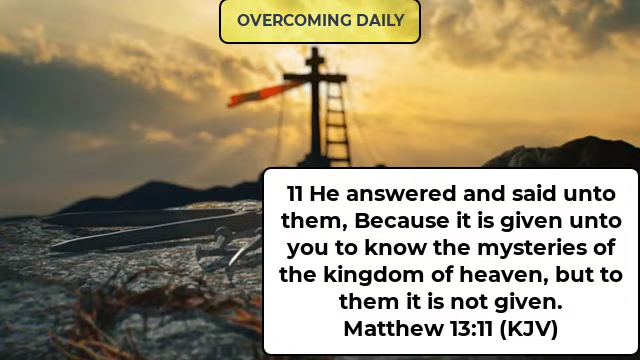 OVERCOMING DAILY
11 He answered and said unto
them, Because it is given unto
you to know the mysteries of
the kingdom of heaven, but to
them it is not given.
Matthew 13:11 (KJV)